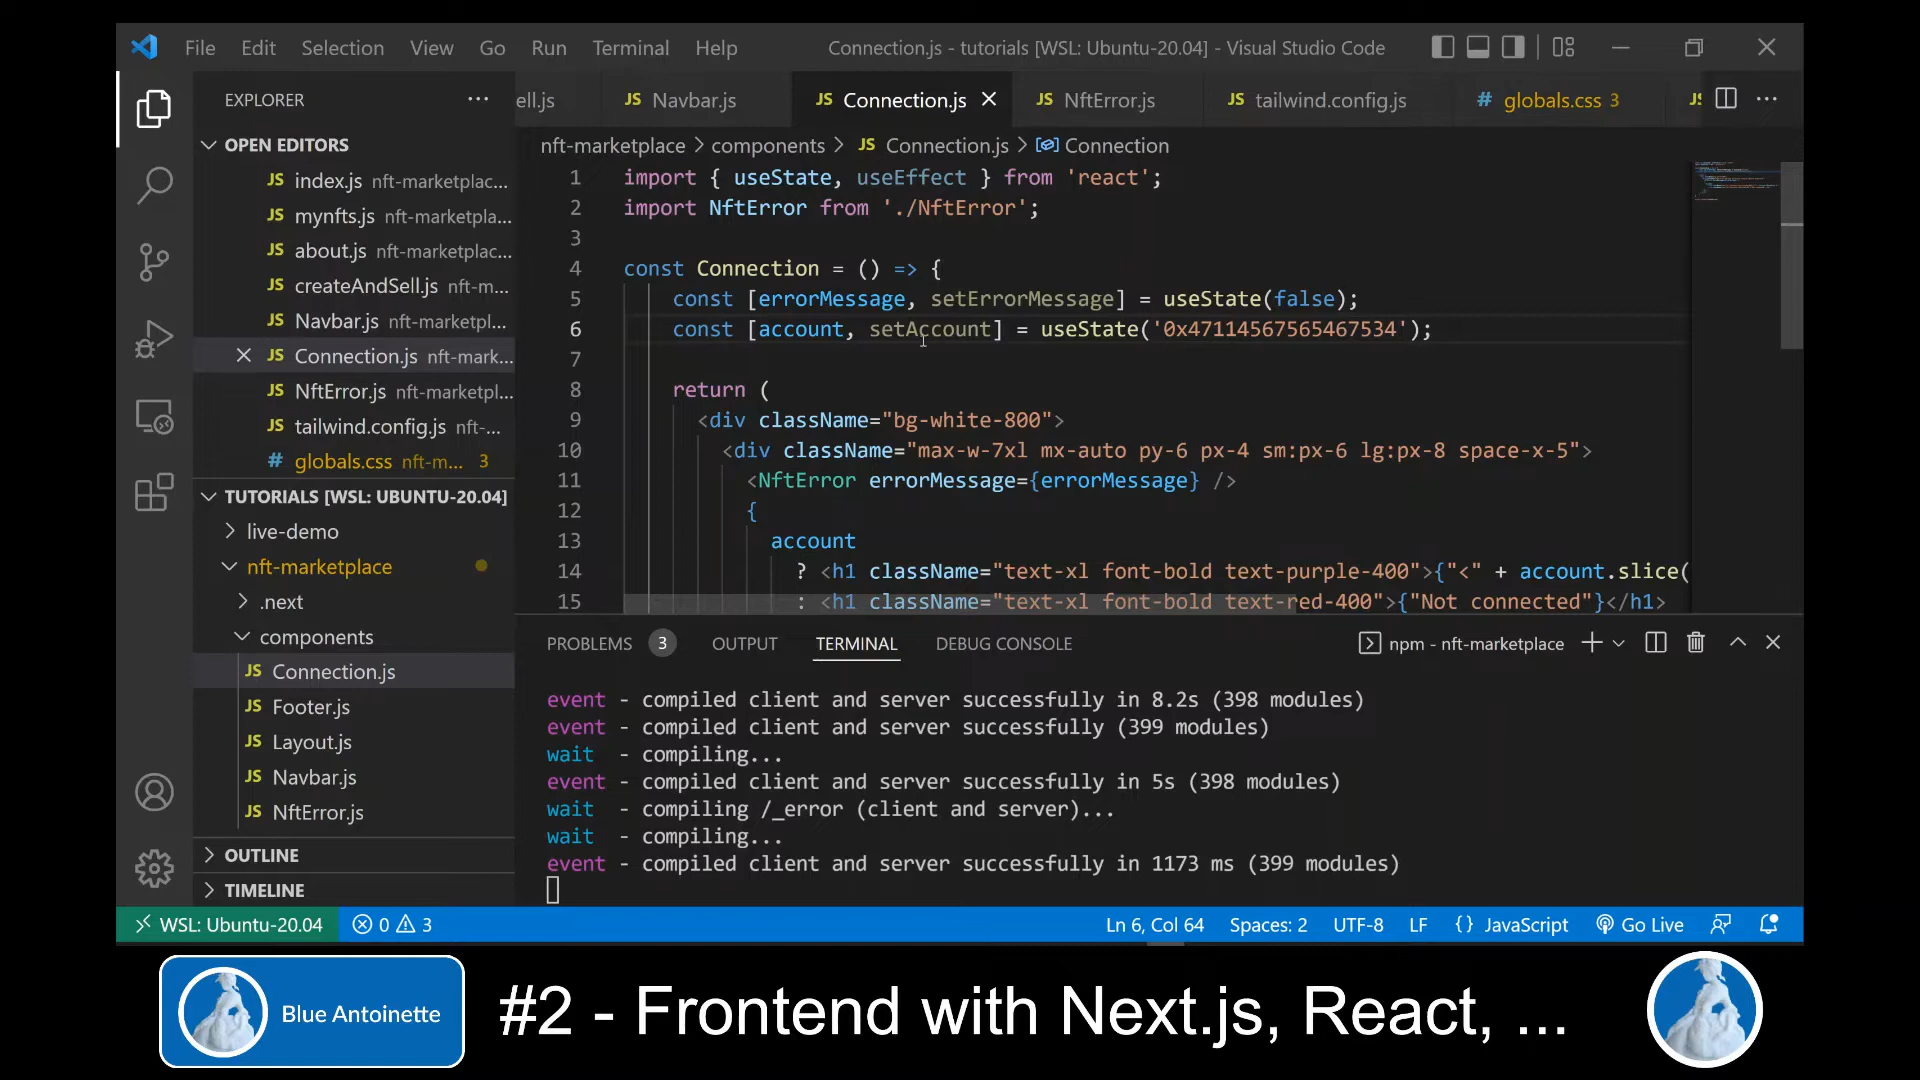 File Edit Selection View Go Run Terminal Help Connection.js - tutorials [WSL: Ubuntu-20.04] - Visual Studio Code
EXPLORER
OPEN EDITORS
JS index.js nft-marketplac...
JS mynfts.js nft-marketpla...
JS about.js nft-marketplac...
JS createAndSell.js nft-m...
JS Navbar.js nft-marketpl...
JS Connection.js nft-mark...
JS NftError.js nft-marketpl...
JS tailwind.config.js nft-...
# globals.css nft-m... 3
TUTORIALS [WSL: UBUNTU-20.04]
live-demo
nft-marketplace
.next
components
JS Connection.js
JS Footer.js
JS Layout.js
JS Navbar.js
JS NftError.js
OUTLINE
TIMELINE
ell.js JS Navbar.js JS Connection.js JS NftError.js JS tailwind.config.js # globals.css 3 JS
nft-marketplace > components > JS Connection.js > Connection
1 import { useState, useEffect } from 'react';
2 import NftError from './NftError';
3
4 const Connection = () => {
5 const [errorMessage, setErrorMessage] = useState(false);
6 const [account, setAccount] = useState('0x47114567565467534');
7
8 return (
9 <div className="bg-white-800">
10 <div className="max-w-7xl mx-auto py-6 px-4 sm:px-6 lg:px-8 space-x-5">
11 <NftError errorMessage={errorMessage} />
12 {
13 account
14 ? <h1 className="text-xl font-bold text-purple-400">{"<" + account.slice(
15 : <h1 className="text-xl font-bold text-red-400">{"Not connected"}</h1>
PROBLEMS 3 OUTPUT TERMINAL DEBUG CONSOLE npm - nft-marketplace
event - compiled client and server successfully in 8.2s (398 modules)
event - compiled client and server successfully (399 modules)
wait - compiling...
event - compiled client and server successfully in 5s (398 modules)
wait - compiling /_error (client and server)...
wait - compiling...
event - compiled client and server successfully in 1173 ms (399 modules)
WSL: Ubuntu-20.04 0 3 Ln 6, Col 64 Spaces: 2 UTF-8 LF {} JavaScript Go Live
Blue Antoinette #2 - Frontend with Next.js, React, ...